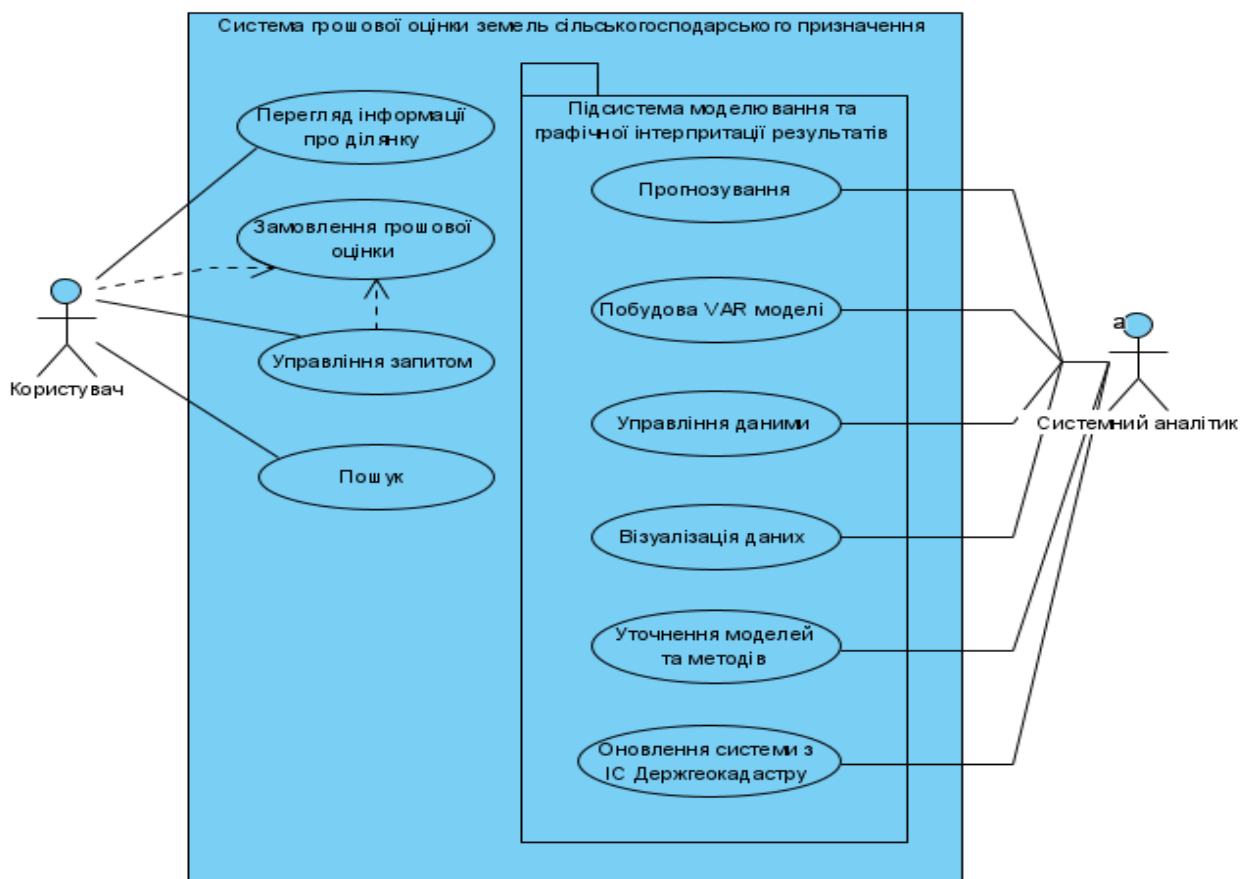 Система грошової оцінки земель сільськогосподарського призначення
Перегляд інформації
про ділянку
Замовлення грошової
оцінки
Управління запитом
Пошук
Користувач
Підсистема моделювання та
графічної інтерпритації результатів
Прогнозування
Побудова VAR моделі
Управління даними
Візуалізація даних
Уточнення моделей
та методів
Оновлення системи з
ІС Держгеокадастру
а
Системний аналітик